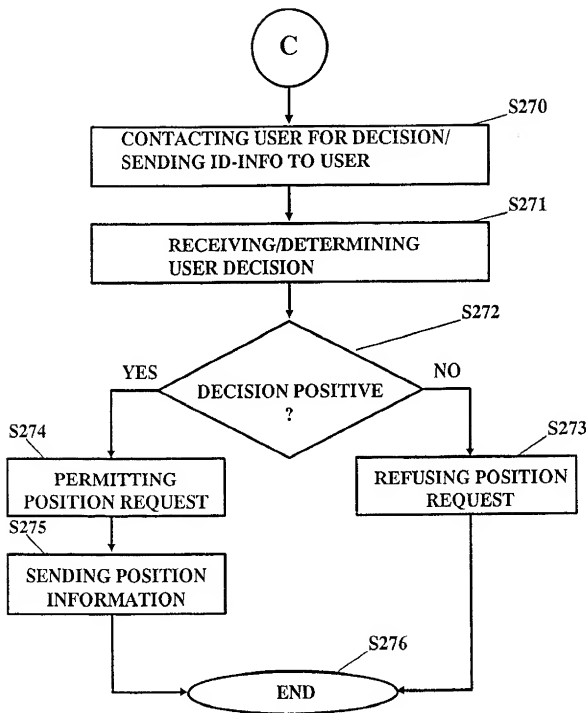 C
S270
CONTACTING USER FOR DECISION/
SENDING ID-INFO TO USER
S271
RECEIVING/DETERMINING
USER DECISION
S272
YES
NO
DECISION POSITIVE
?
S274
S273
PERMITTING
POSITION REQUEST
REFUSING POSITION
REQUEST
S275
SENDING POSITION
INFORMATION
S276
END